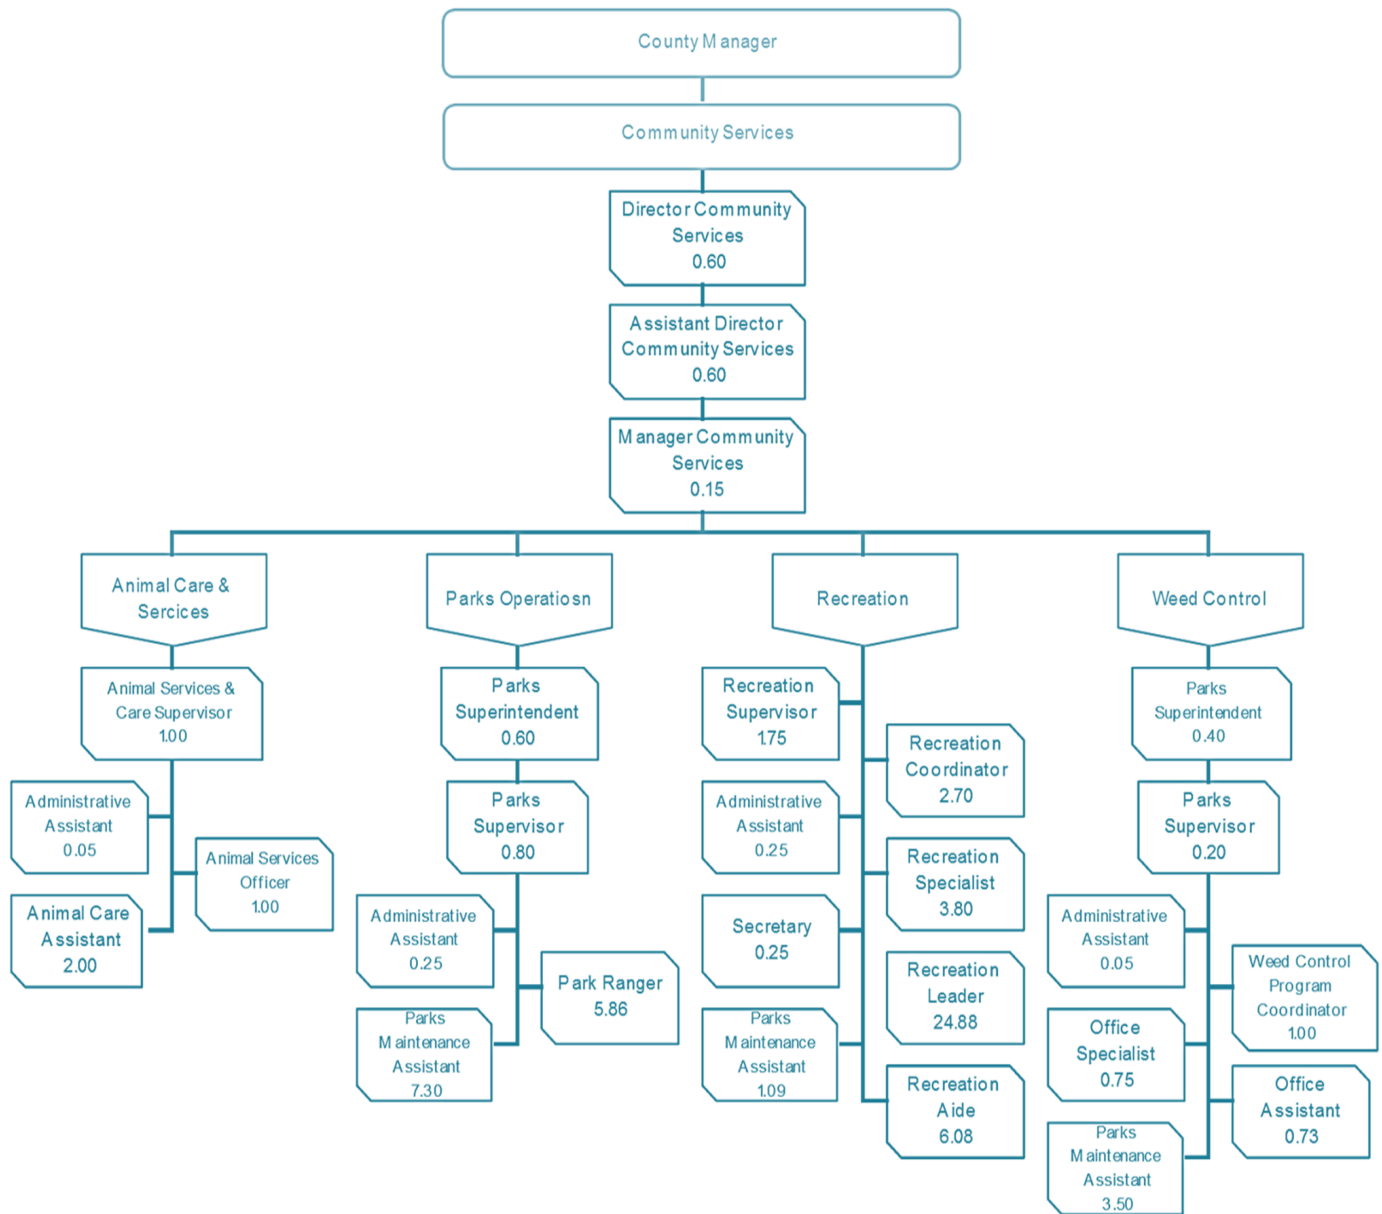 County Manager
Community Services
Director Community
Services
0.60
Assistant Director
Community Services
0.60
Manager Community
Services
0.15
Animal Care &
Sercices
Animal Services &
Care Supervisor
1.00
Administrative
Assistant
0.05
Animal Services
Officer
1.00
Animal Care
Assistant
2.00
Parks Operatiosn
Parks
Superintendent
0.60
Parks
Supervisor
0.80
Administrative
Assistant
0.25
Park Ranger
5.86
Parks
Maintenance
Assistant
7.30
Recreation
Recreation
Supervisor
1.75
Recreation
Coordinator
2.70
Administrative
Assistant
0.25
Recreation
Specialist
3.80
Secretary
0.25
Recreation
Leader
24.88
Parks
Maintenance
Assistant
1.09
Recreation
Aide
6.08
Weed Control
Parks
Superintendent
0.40
Parks
Supervisor
0.20
Administrative
Assistant
0.05
Weed Control
Program
Coordinator
1.00
Office
Specialist
0.75
Office
Assistant
0.73
Parks
Maintenance
Assistant
3.50